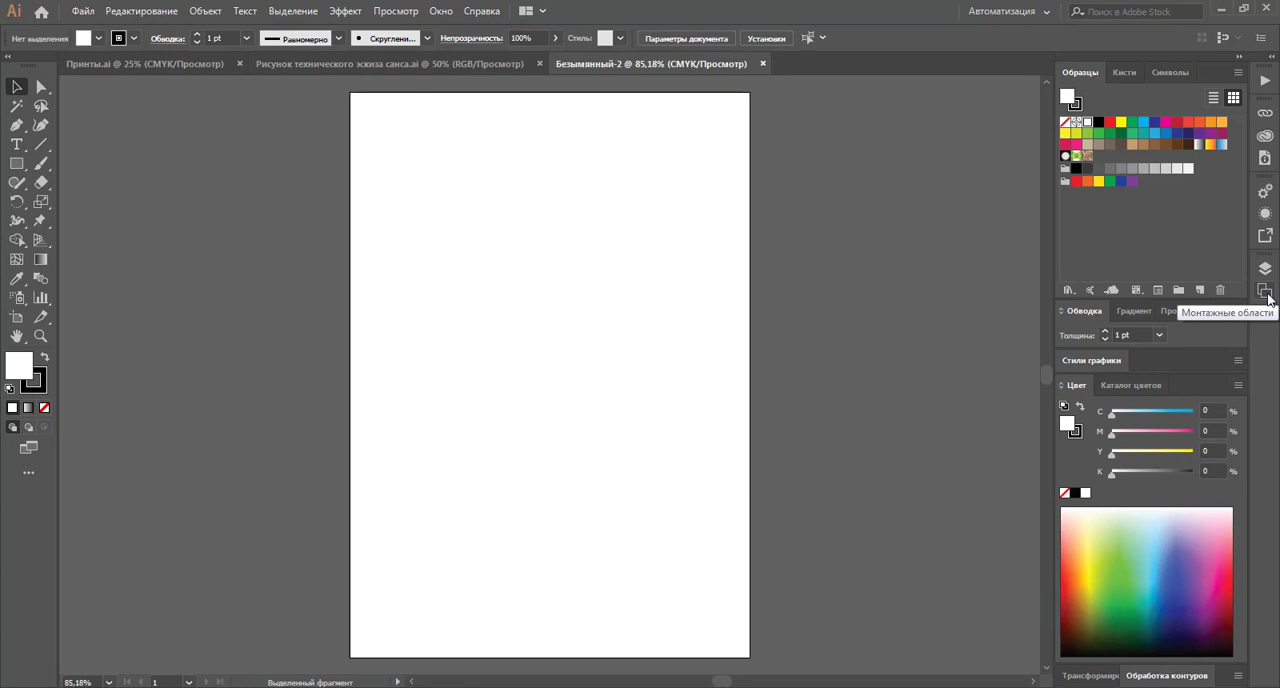 Ai Файл Редактирование Объект Текст Выделение Эффект Просмотр Окно Справка Автоматизация Поиск в Adobe Stock
Нет выделения Обводка: 1 pt Равномерно Скруглени... Непрозрачность: 100% Стиль: Параметры документа Установки
Принты.ai @ 25% (CMYK/Просмотр) Рисунок технического эскиза санса.ai @ 50% (RGB/Просмотр) Безымянный-2 @ 85,18% (CMYK/Просмотр)
Образцы Кисти Символы
Обводка Градиент Про
Монтажные области
Толщина: 1 pt
Стили графики
Цвет Каталог цветов
C 0 %
M 0 %
Y 0 %
K 0 %
Трансформир Обработка контуров
85,18% 1 Выделенный фрагмент